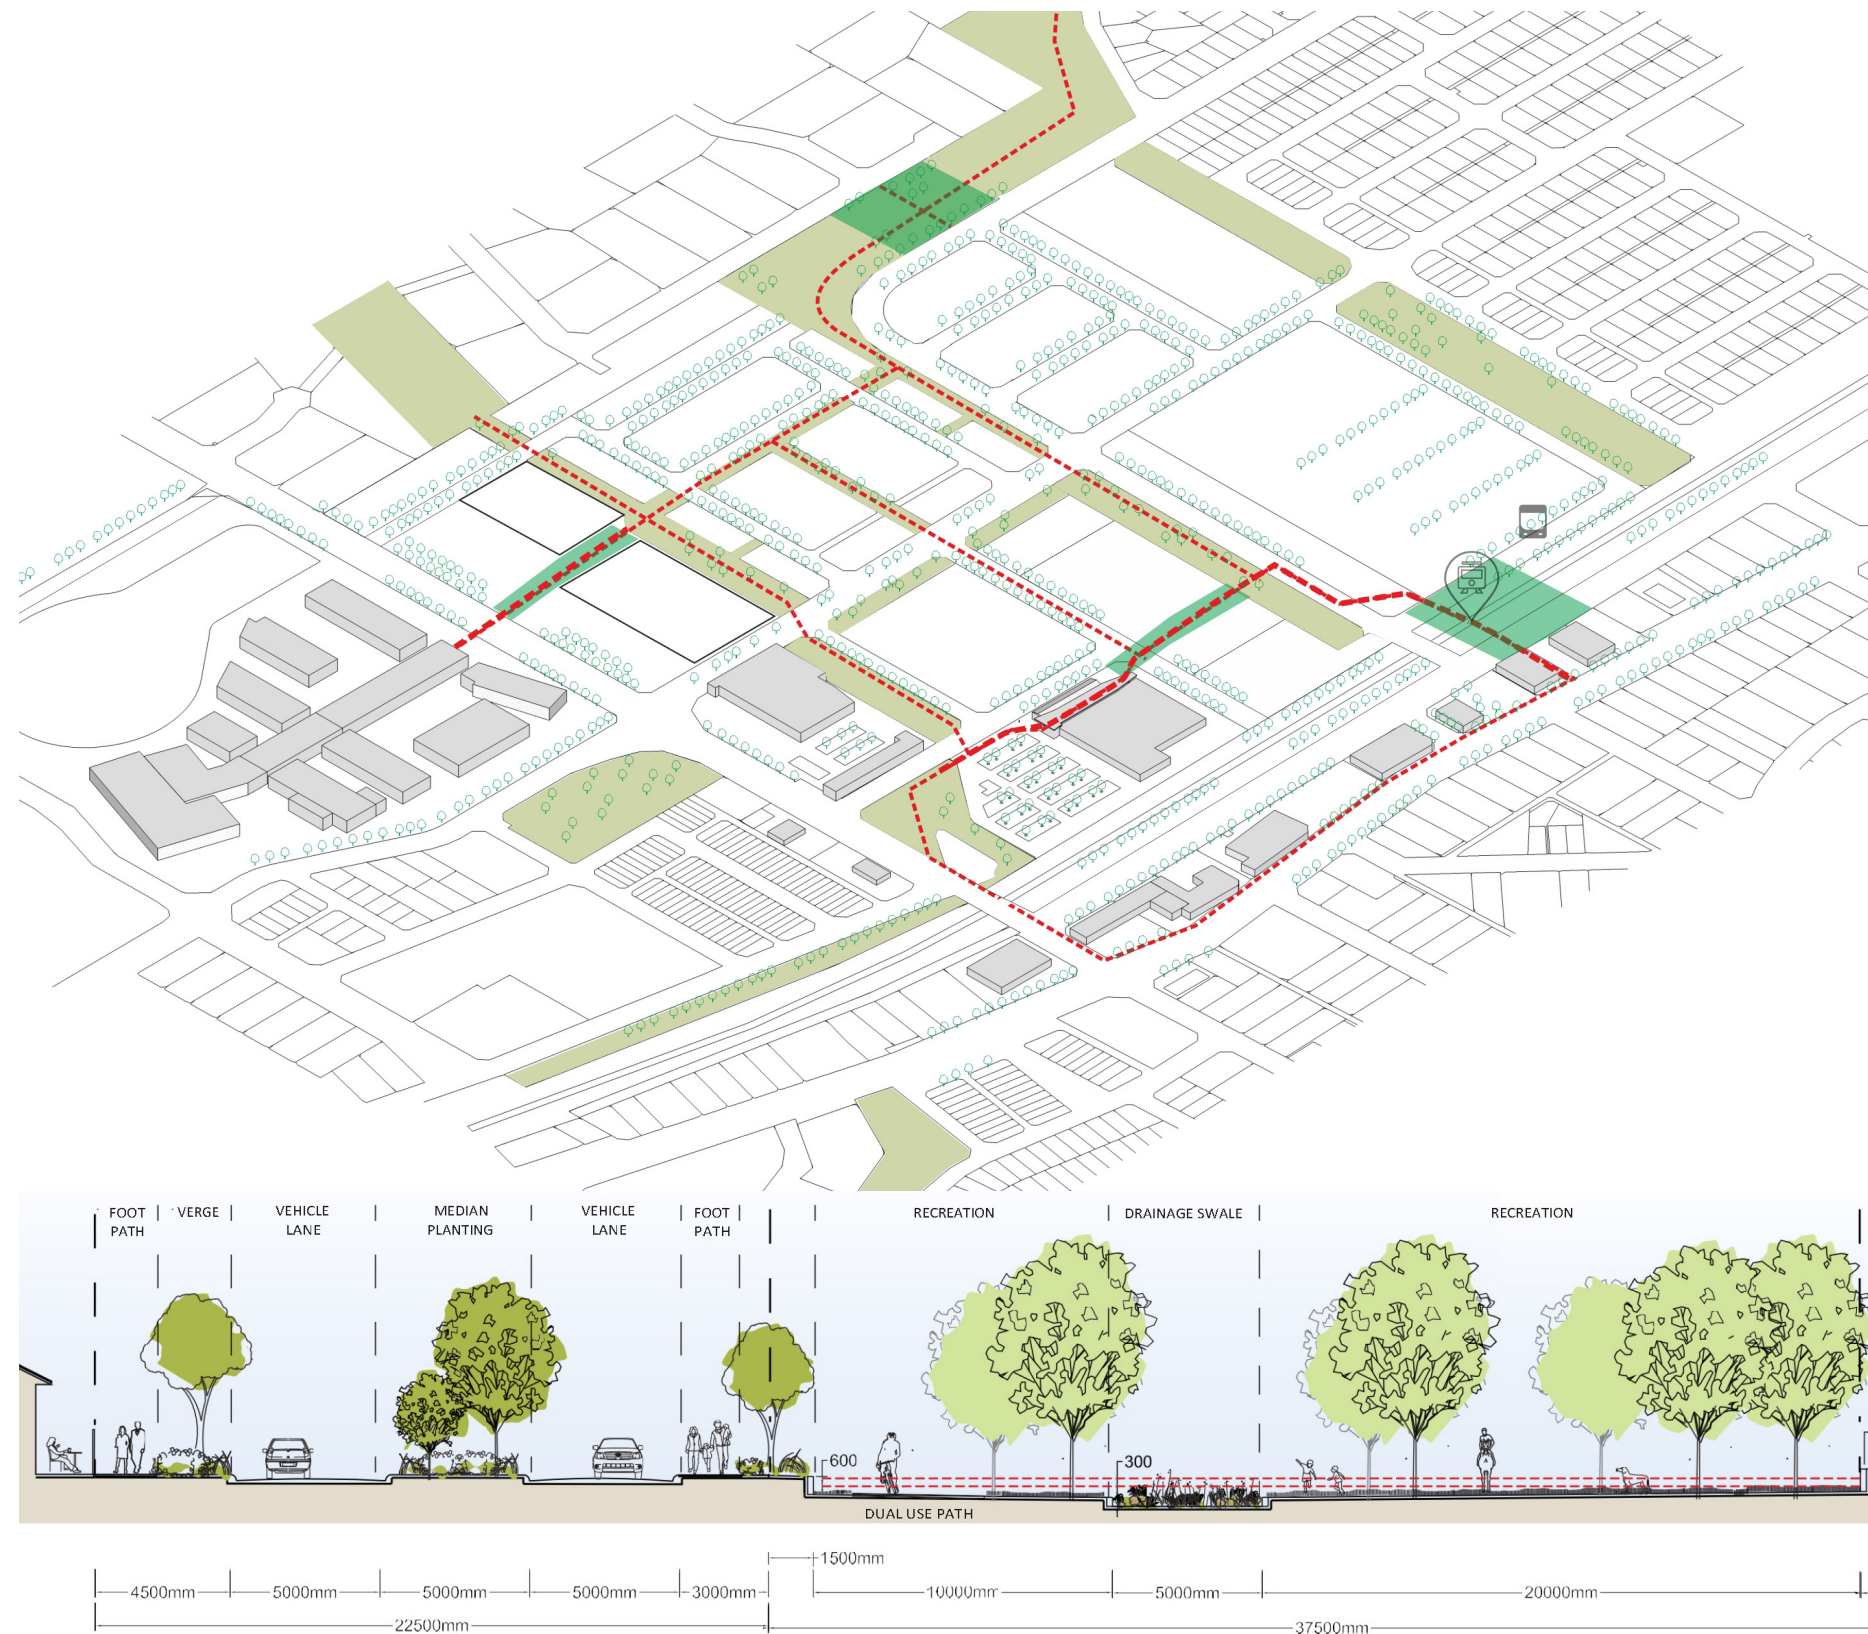 FOOT
PATH
VERGE
VEHICLE
LANE
MEDIAN
PLANTING
VEHICLE
LANE
FOOT
PATH
RECREATION
DRAINAGE SWALE
RECREATION
600
300
DUAL USE PATH
1500mm
4500mm
5000mm
5000mm
5000mm
3000mm
10000mm
5000mm
20000mm
22500mm
37500mm